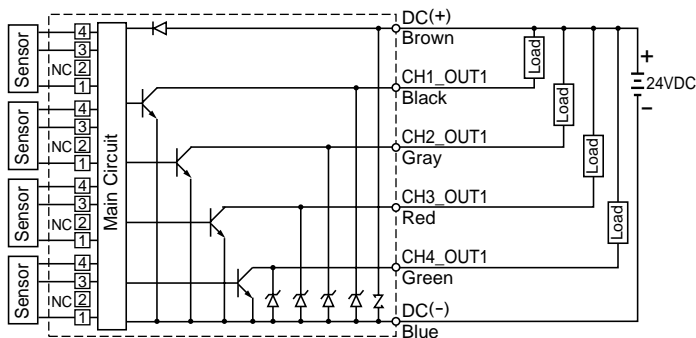 Sensor
4
3
NC 2
1
Sensor
4
3
NC 2
1
Sensor
4
3
NC 2
1
Sensor
4
3
NC 2
1
Main Circuit
DC(+)
Brown
CH1_OUT1
Black
CH2_OUT1
Gray
CH3_OUT1
Red
CH4_OUT1
Green
DC(−)
Blue
Load
Load
Load
Load
+
24VDC
−